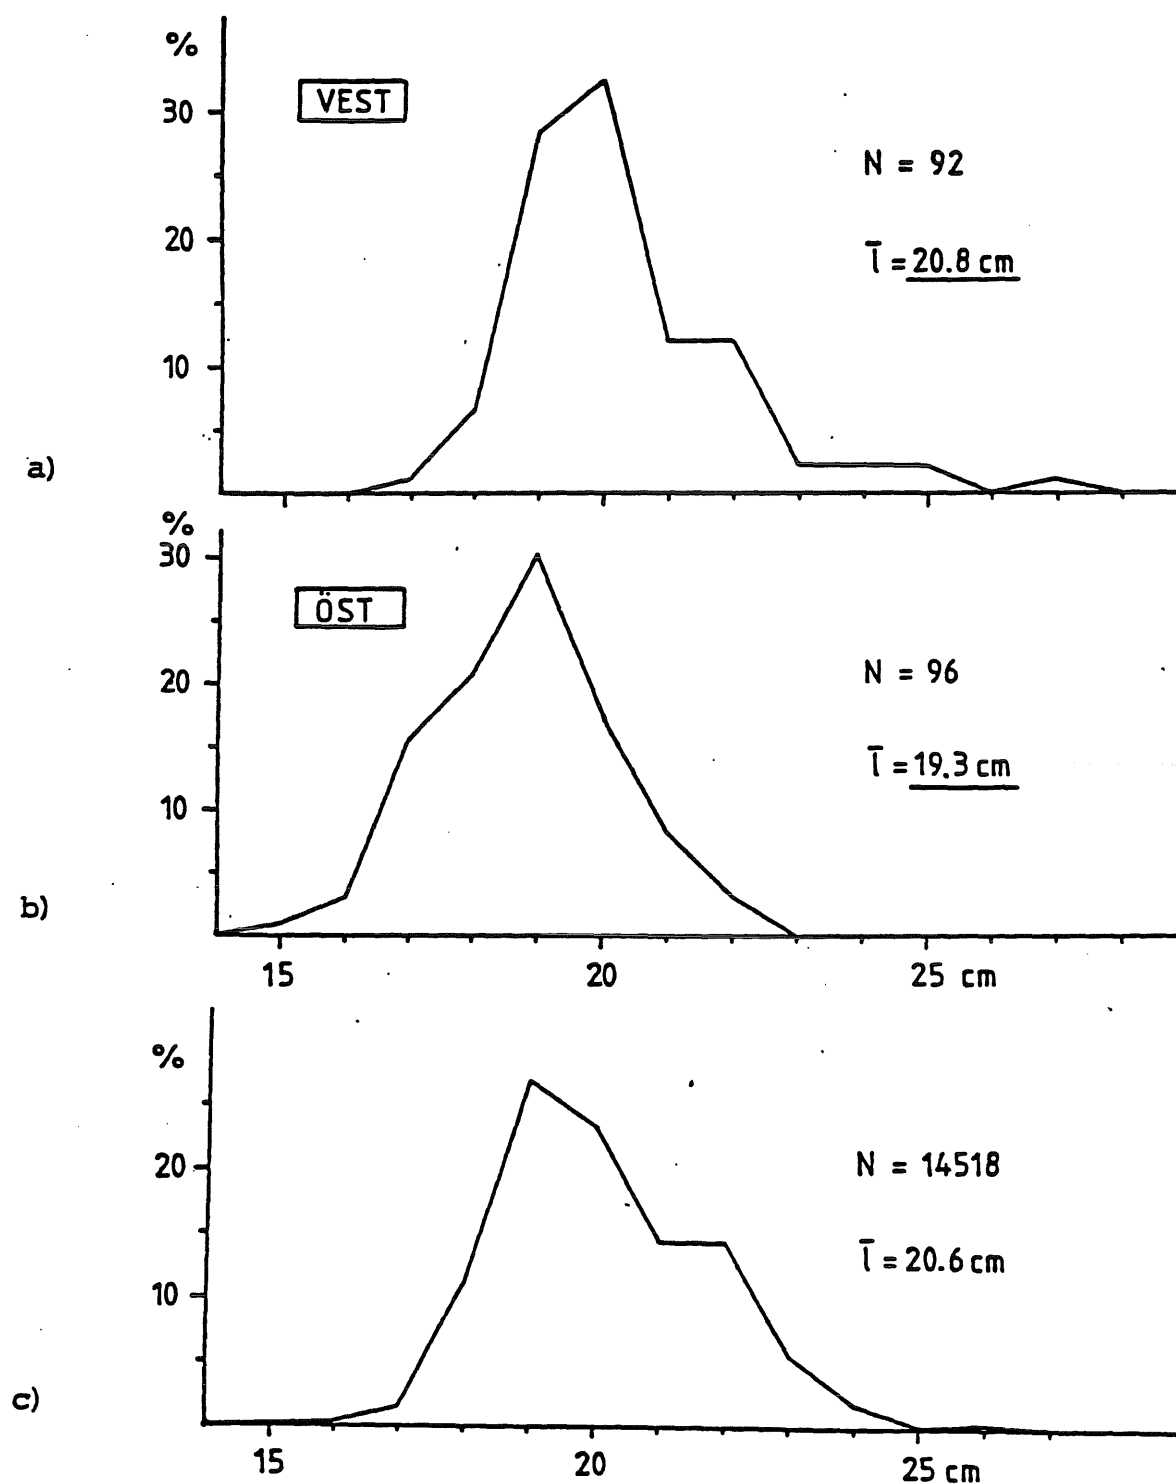 %
30
VEST
N = 92
20
l̄ = 20.8 cm
10
a)
%
30
ÖST
20
N = 96
l̄ = 19.3 cm
10
b)
15 20 25 cm
%
20
N = 14518
l̄ = 20.6 cm
10
c)
15 20 25 cm